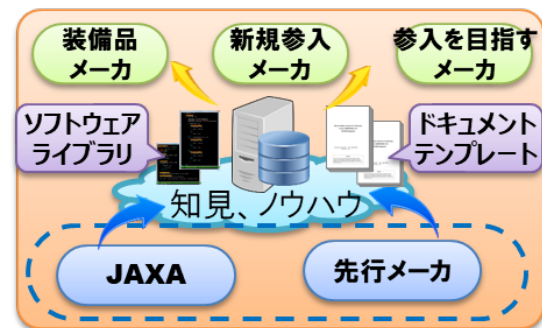 装備品
メーカ
新規参入
メーカ
参入を目指す
メーカ
ソフトウェア
ライブラリ
ドキュメント
テンプレート
知見、ノウハウ
JAXA
先行メーカ